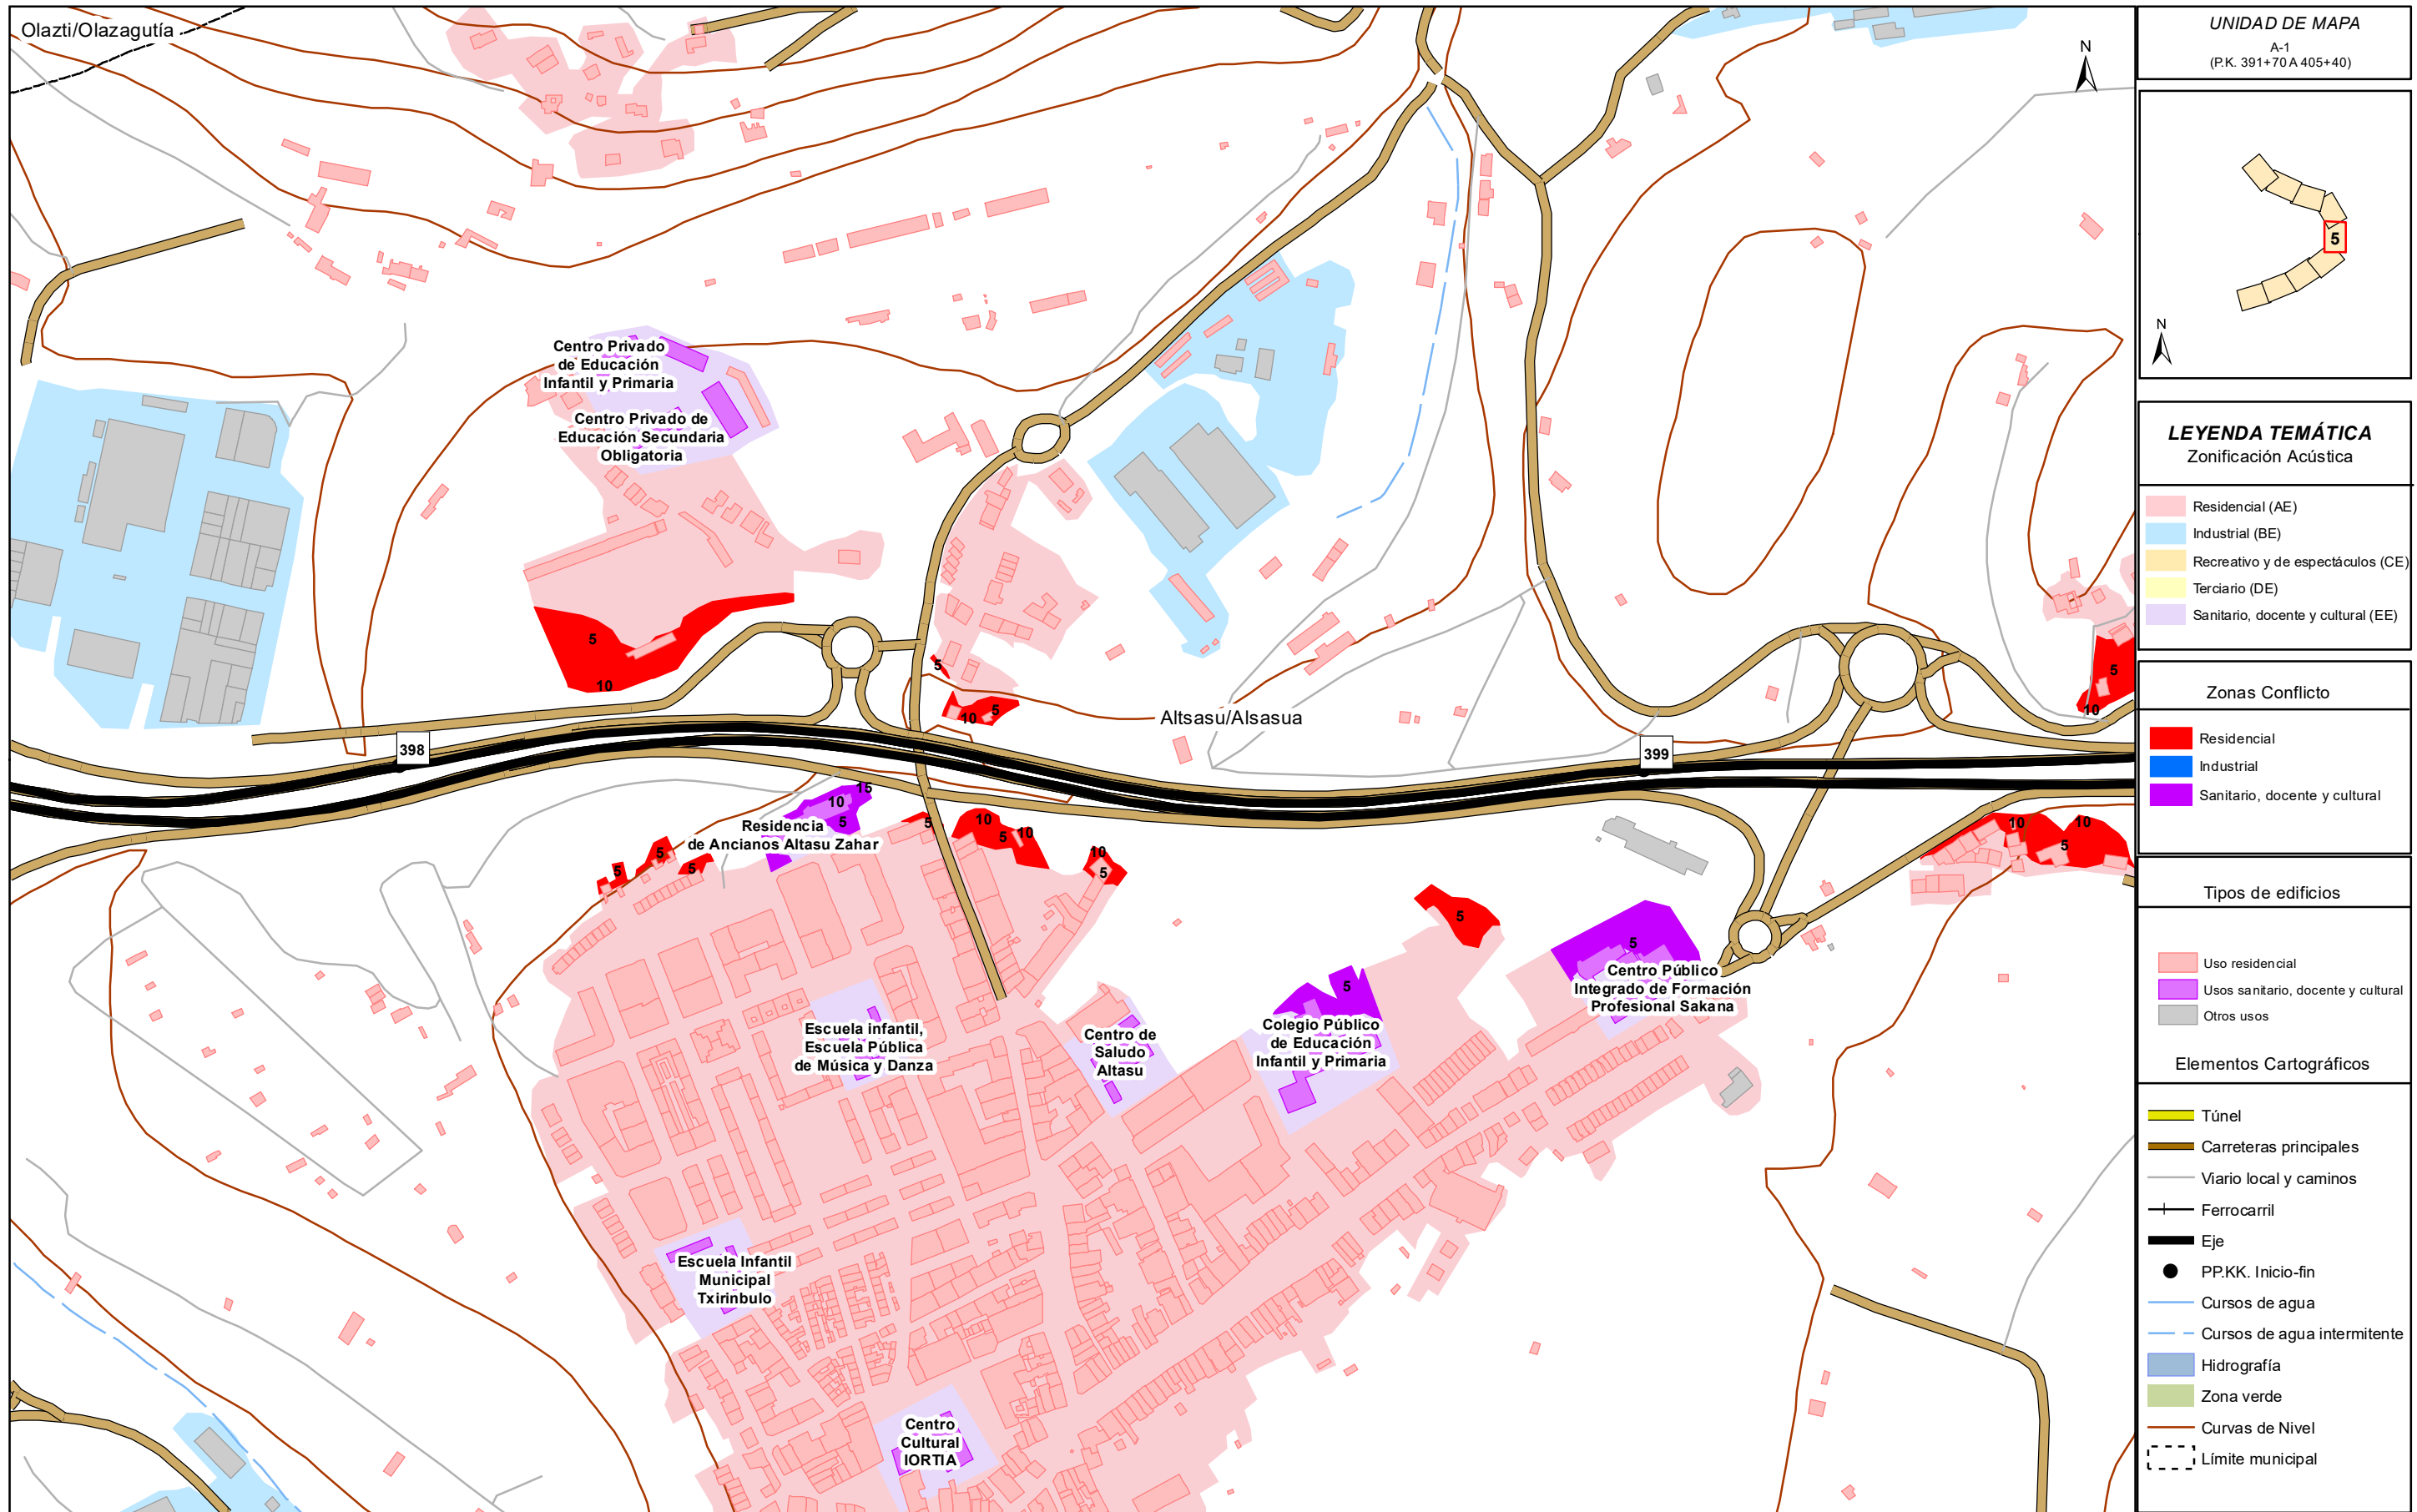 Olazti/Olazagutía
N
Centro Privado
de Educación
Infantil y Primaria
Centro Privado de
Educación Secundaria
Obligatoria
5
10
5
10
5
Altsasu/Alsasua
5
10
398
399
15
10
5
Residencia
de Ancianos Altasu Zahar
5
5
5
5
10
5
10
10
5
5
10
10
5
5
Centro Público
Integrado de Formación
Profesional Sakana
5
Colegio Público
de Educación
Infantil y Primaria
Centro de
Saludo
Altasu
Escuela infantil,
Escuela Pública
de Música y Danza
Escuela Infantil
Municipal
Txirinbulo
Centro
Cultural
IORTIA
UNIDAD DE MAPA
A-1
(P.K. 391+70 A 405+40)
5
N
LEYENDA TEMÁTICA
Zonificación Acústica
Residencial (AE)
Industrial (BE)
Recreativo y de espectáculos (CE)
Terciario (DE)
Sanitario, docente y cultural (EE)
Zonas Conflicto
Residencial
Industrial
Sanitario, docente y cultural
Tipos de edificios
Uso residencial
Usos sanitario, docente y cultural
Otros usos
Elementos Cartográficos
Túnel
Carreteras principales
Viario local y caminos
Ferrocarril
Eje
PP.KK. Inicio-fin
Cursos de agua
Cursos de agua intermitente
Hidrografía
Zona verde
Curvas de Nivel
Límite municipal